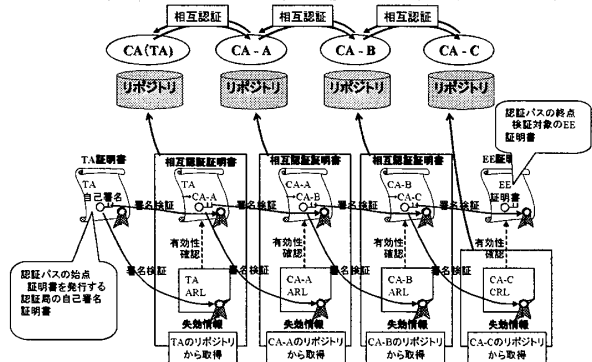 相互認証
相互認証
相互認証
CA(TA)
CA - A
CA - B
CA - C
リポジトリ
リポジトリ
リポジトリ
リポジトリ
認証パスの終点
検証対象のEE
証明書
TA証明書
相互認証証明書
相互認証証明書
相互認証証明書
EE証明
TA
自己署名
TA
→CA-A
CA-A
→CA-B
CA-B
→CA-C
EE
証明書
署名検証
署名検証
署名検証
署名検証
有効性
確認
有効性
確認
有効性
確認
有効性
確認
署名検証
署名検証
署名検証
署名検証
認証パスの始点
証明書を発行する
認証局の自己署名
証明書
TA
ARL
CA-A
ARL
CA-B
ARL
CA-C
CRL
失効情報
失効情報
失効情報
失効情報
TAのリポジトリ
から取得
CA-Aのリポジトリ
から取得
CA-Bのリポジトリ
から取得
CA-Cのリポジトリ
から取得